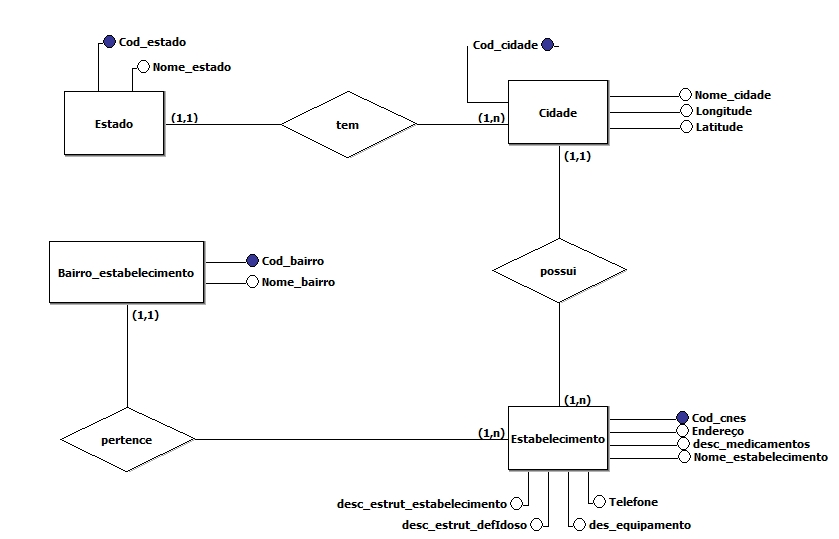 Cod_estado
Nome_estado
Estado
(1,1)
tem
(1,n)
Cod_cidade
Cidade
Nome_cidade
Longitude
Latitude
(1,1)
possui
(1,n)
Bairro_estabelecimento
Cod_bairro
Nome_bairro
(1,1)
pertence
(1,n)
Estabelecimento
Cod_cnes
Endereço
desc_medicamentos
Nome_estabelecimento
desc_estrut_estabelecimento
Telefone
desc_estrut_defIdoso
des_equipamento